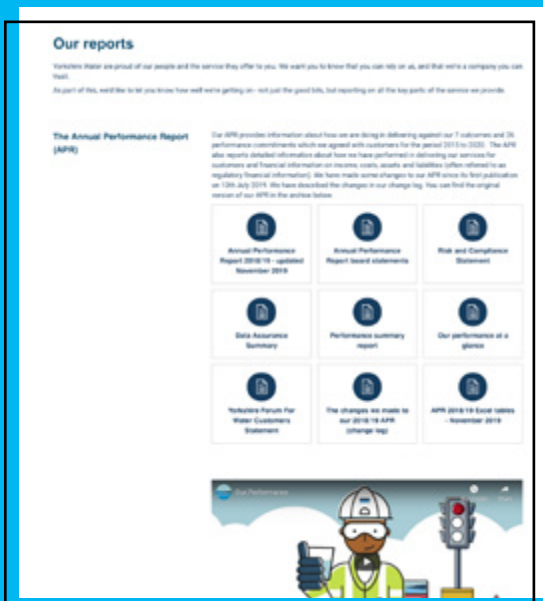 Our reports
Yorkshire Water are proud of our people and the service they offer to you. We want you to know that you can rely on us, and that we're a company you can
trust.
As part of this, we'd like to let you know how well we're getting on - not just the good bits, but reporting on all the key parts of the service we provide.
The Annual Performance Report
(APR)
Our APR provides information about how we are doing in delivering against our 7 outcomes and 26
performance commitments which we agreed with customers for the period 2015 to 2020. The APR
also reports detailed information about how we have performed in delivering our services for
customers and financial information on income, costs, assets and liabilities (often referred to as
regulatory financial information). We have made some changes to our APR since its first publication
on 13th July 2019. We have described the changes in our change log. You can find the original
version of our APR in the archive
below.
Annual Performance
Report 2018/19 - updated
November 2019
Annual Performance
Report board statements
Risk and Compliance
Statement
Data Assurance
Summary
Performance summary
report
Our performance at a
glance
Yorkshire Forum For
Water Customers
Statement
The changes we made to
our 2018/19 APR
(change log)
APR 2018/19 Excel tables
- November 2019
Our Performance
Share